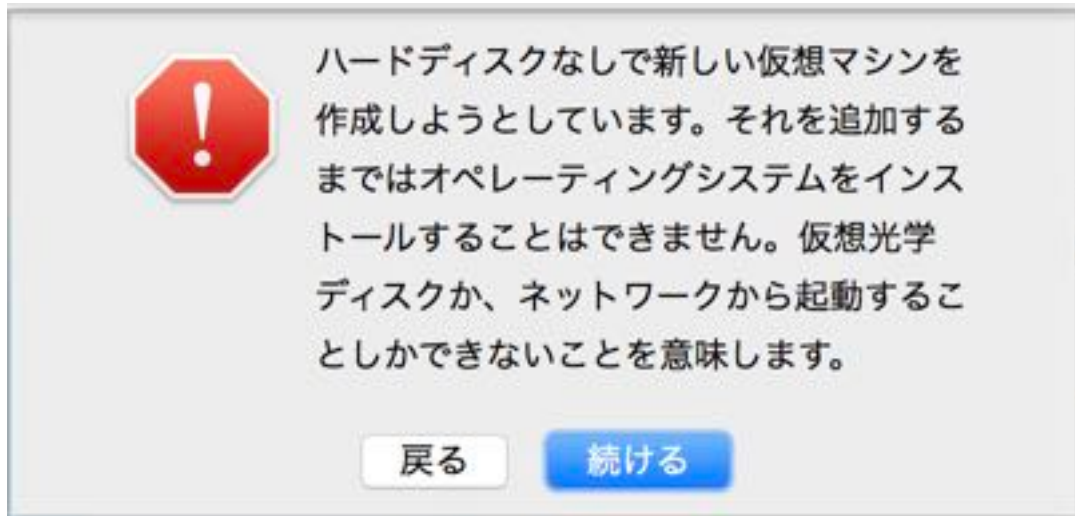 ハードディスクなしで新しい仮想マシンを
作成しようとしています。それを追加する
まではオペレーティングシステムをインス
トールすることはできません。仮想光学
ディスクか、ネットワークから起動するこ
としかできないことを意味します。
戻る 続ける